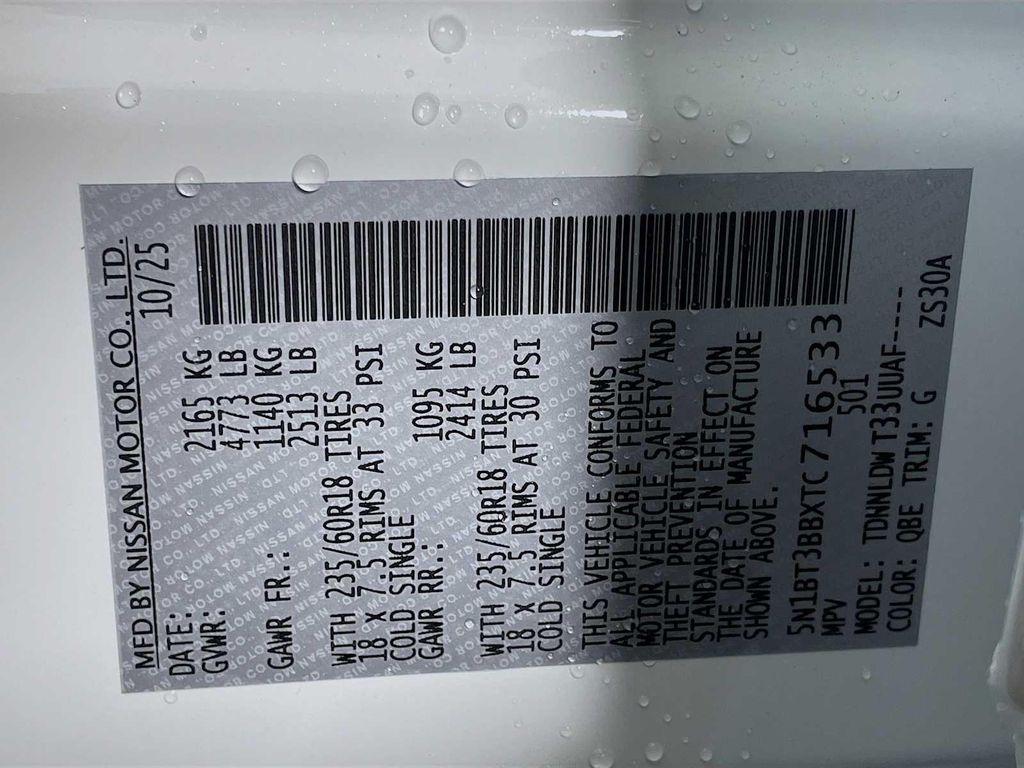 MFD BY NISSAN MOTOR CO., LTD.
DATE: 10/25
GVWR: 2165 KG
4773 LB
GAWR FR.: 1140 KG
2513 LB
WITH 235/60R18 TIRES
18 X 7.5 RIMS AT 33 PSI
COLD SINGLE
GAWR RR.: 1095 KG
2414 LB
WITH 235/60R18 TIRES
18 X 7.5 RIMS AT 30 PSI
COLD SINGLE
THIS VEHICLE CONFORMS TO
ALL APPLICABLE FEDERAL
MOTOR VEHICLE SAFETY AND
THEFT PREVENTION
STANDARDS IN EFFECT ON
THE DATE OF MANUFACTURE
SHOWN ABOVE.
5N1BT3BBXTC716533
MPV 501
MODEL: TDNNLDW T33UUAF----
COLOR: QBE TRIM: G ZS30A